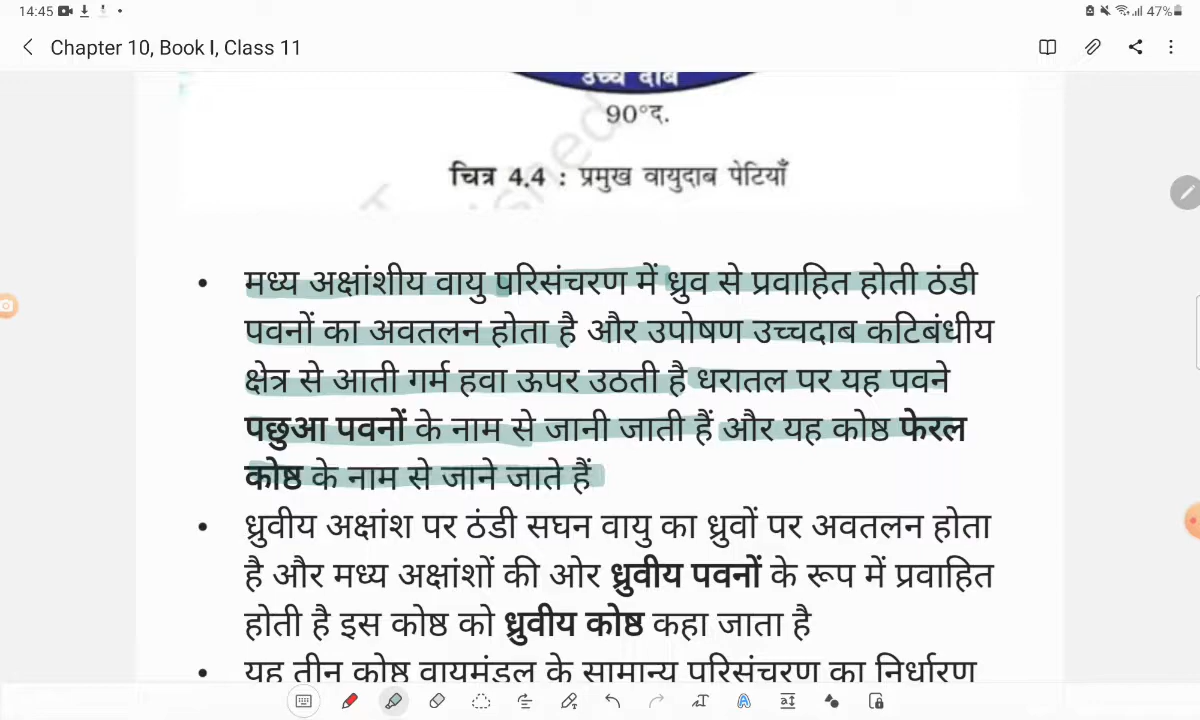 14:45
47%
Chapter 10, Book I, Class 11
उच्च दाब
90°द.
चित्र 4.4 : प्रमुख वायुदाब पेटियाँ
• मध्य अक्षांशीय वायु परिसंचरण में ध्रुव से प्रवाहित होती ठंडी
पवनों का अवतलन होता है और उपोषण उच्चदाब कटिबंधीय
क्षेत्र से आती गर्म हवा ऊपर उठती है धरातल पर यह पवने
पछुआ पवनों के नाम से जानी जाती हैं और यह कोष्ठ फेरल
कोष्ठ के नाम से जाने जाते हैं
• ध्रुवीय अक्षांश पर ठंडी सघन वायु का ध्रुवों पर अवतलन होता
है और मध्य अक्षांशों की ओर ध्रुवीय पवनों के रूप में प्रवाहित
होती है इस कोष्ठ को ध्रुवीय कोष्ठ कहा जाता है
• यह तीन कोष्ठ वायुमंडल के सामान्य परिसंचरण का निर्धारण